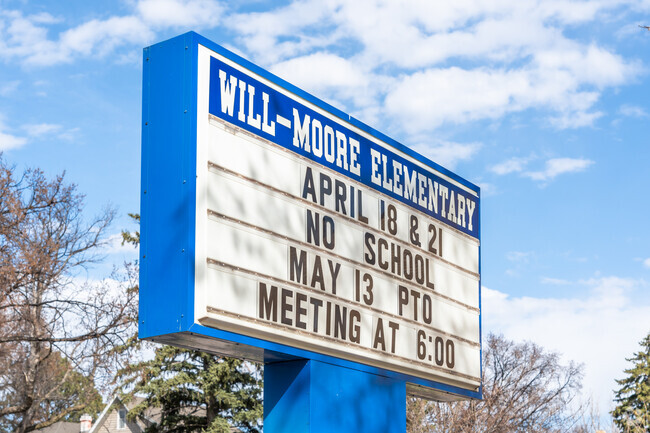 WILL-MOORE ELEMENTARY
APRIL 18 & 21
NO SCHOOL
MAY 13 PTO
MEETING AT 6:00